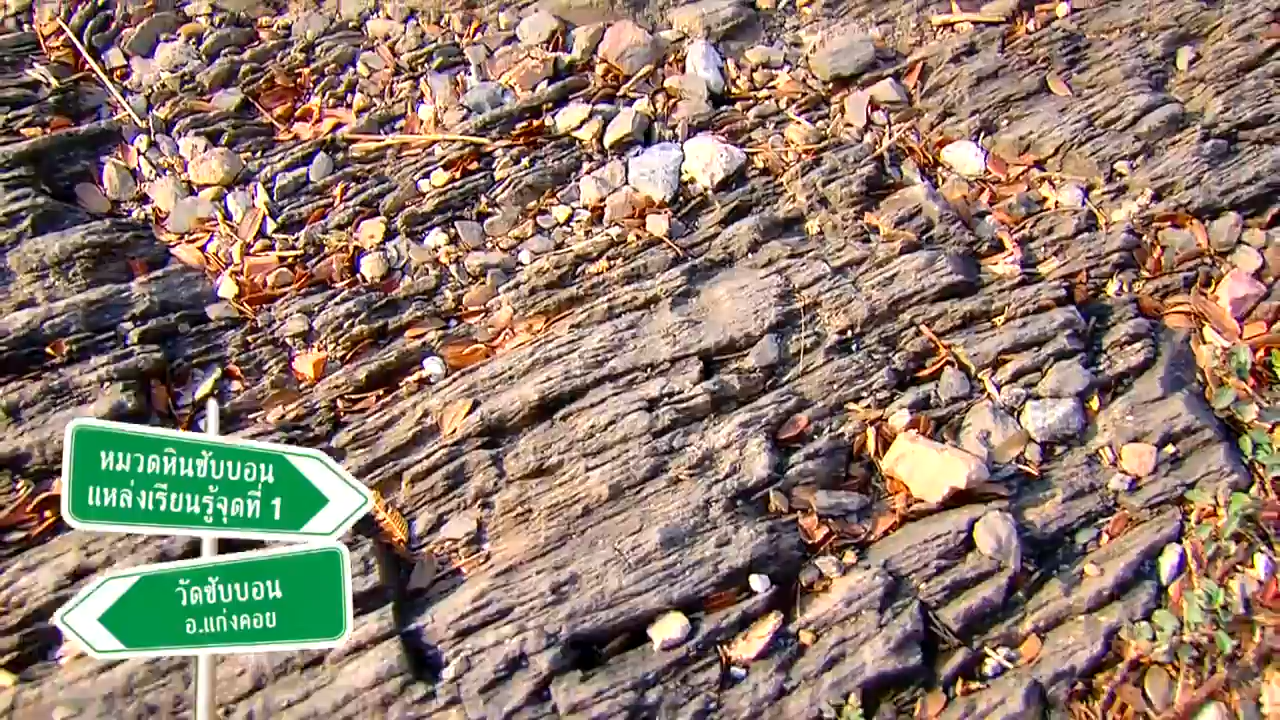 หมวดหินซับบอน
แหล่งเรียนรู้จุดที่ 1
วัดซับบอน
อ.แก่งคอย